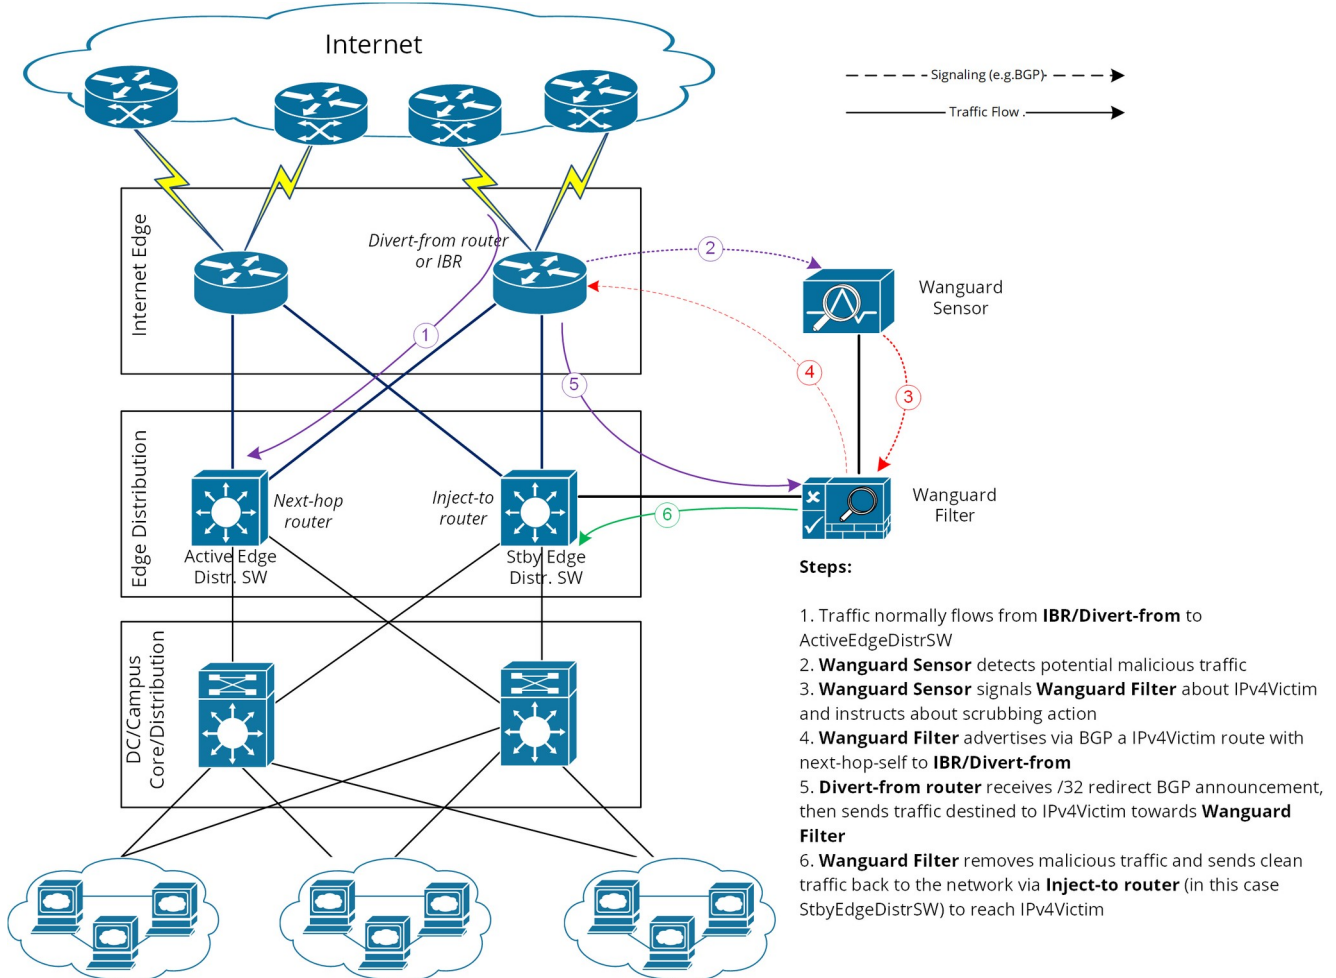 Internet
Signaling (e.g.BGP)
Traffic Flow .
Internet Edge
Divert-from router
or IBR
2
Wanguard
Sensor
1
4
5
3
Edge Distribution
Next-hop
router
Inject-to
router
6
Wanguard
Filter
Active Edge
Distr. SW
Stby Edge
Distr. SW
DC/Campus
Core/Distribution
Steps:
1. Traffic normally flows from IBR/Divert-from to
ActiveEdgeDistrSW
2. Wanguard Sensor detects potential malicious traffic
3. Wanguard Sensor signals Wanguard Filter about IPv4Victim
and instructs about scrubbing action
4. Wanguard Filter advertises via BGP a IPv4Victim route with
next-hop-self to IBR/Divert-from
5. Divert-from router receives /32 redirect BGP announcement,
then sends traffic destined to IPv4Victim towards Wanguard
Filter
6. Wanguard Filter removes malicious traffic and sends clean
traffic back to the network via Inject-to router (in this case
StbyEdgeDistrSW) to reach IPv4Victim